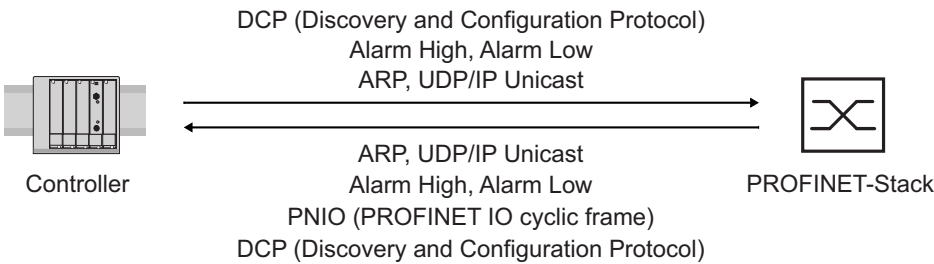 DCP (Discovery and Configuration Protocol)
Alarm High, Alarm Low
ARP, UDP/IP Unicast
ARP, UDP/IP Unicast
Controller
Alarm High, Alarm Low
PROFINET-Stack
PNIO (PROFINET IO cyclic frame)
DCP (Discovery and Configuration Protocol)